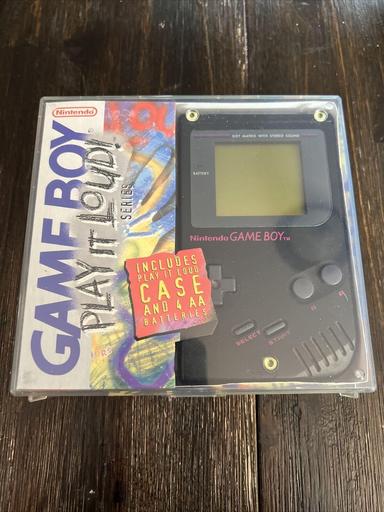 Nintendo
GAME BOY
PLAY IT LOUD!
SERIES
INCLUDES
PLAY IT LOUD
CASE
AND 4 AA
BATTERIES
DOT MATRIX WITH STEREO SOUND
BATTERY
Nintendo GAME BOY TM
B A
SELECT START